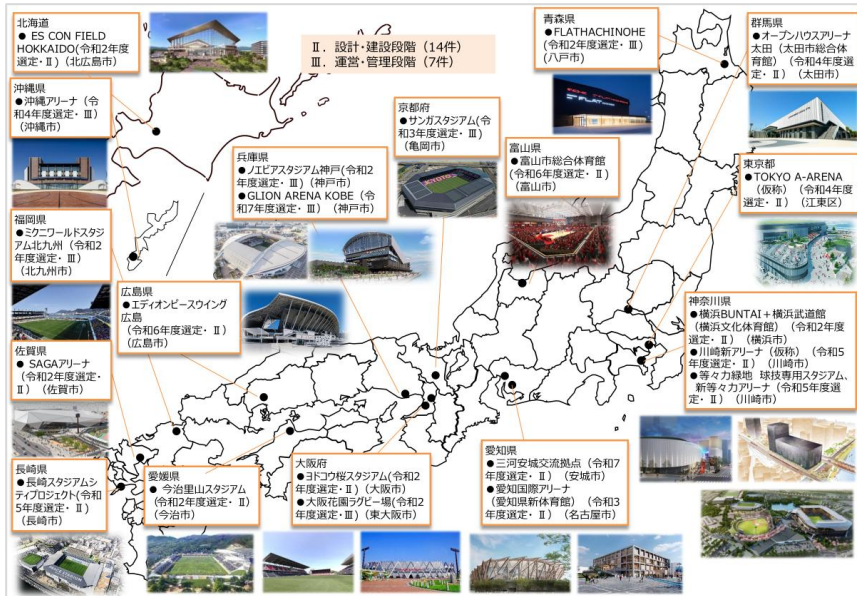 北海道
● ES CON FIELD
HOKKAIDO(令和2年度
選定・Ⅱ)(北広島市)
Ⅱ. 設計・建設段階(14件)
Ⅲ. 運営・管理段階(7件)
青森県
●FLATHACHINOHE
(令和2年度選定・Ⅲ)
(八戸市)
群馬県
●オープンハウスアリーナ
太田(太田市総合体
育館)(令和4年度選
定・Ⅱ)(太田市)
沖縄県
●沖縄アリーナ(令
和4年度選定・Ⅲ)
(沖縄市)
京都府
●サンガスタジアム(令
和3年度選定・Ⅲ)
(亀岡市)
兵庫県
●ノエビアスタジアム神戸(令和2
年度選定・Ⅲ)(神戸市)
●GLION ARENA KOBE(令
和7年度選定・Ⅲ)(神戸市)
富山県
●富山市総合体育館
(令和6年度選定・Ⅱ)
(富山市)
東京都
●TOKYO A-ARENA
(仮称)(令和4年度
選定・Ⅱ)(江東区)
福岡県
●ミクニワールドスタ
ジアム北九州(令和2
年度選定・Ⅲ)
(北九州市)
広島県
●エディオンピースウイング
広島
(令和6年度選定・Ⅱ)
(広島市)
神奈川県
●横浜BUNTAI+横浜武道館
(横浜文化体育館)(令和2年
度選定・Ⅱ)(横浜市)
●川崎新アリーナ(仮称)(令和5
年度選定・Ⅱ)(川崎市)
●等々力緑地 球技専用スタジアム、
新等々力アリーナ(令和5年度選
定・Ⅱ)(川崎市)
佐賀県
● SAGAアリーナ
(令和2年度選定・
Ⅱ)(佐賀市)
長崎県
●長崎スタジアムシ
ティプロジェクト(令和
5年度選定・Ⅱ)
(長崎市)
愛媛県
● 今治里山スタジアム
(令和2年度選定・Ⅱ)
(今治市)
大阪府
●ヨドコウ桜スタジアム(令和2
年度選定・Ⅱ)(大阪市)
●大阪花園ラグビー場(令和2
年度選定・Ⅲ)(東大阪市)
愛知県
●三河安城交流拠点(令和7
年度選定・Ⅱ)(安城市)
●愛知国際アリーナ
(愛知県新体育館)(令和3
年度選定・Ⅱ)(名古屋市)
KYOTO